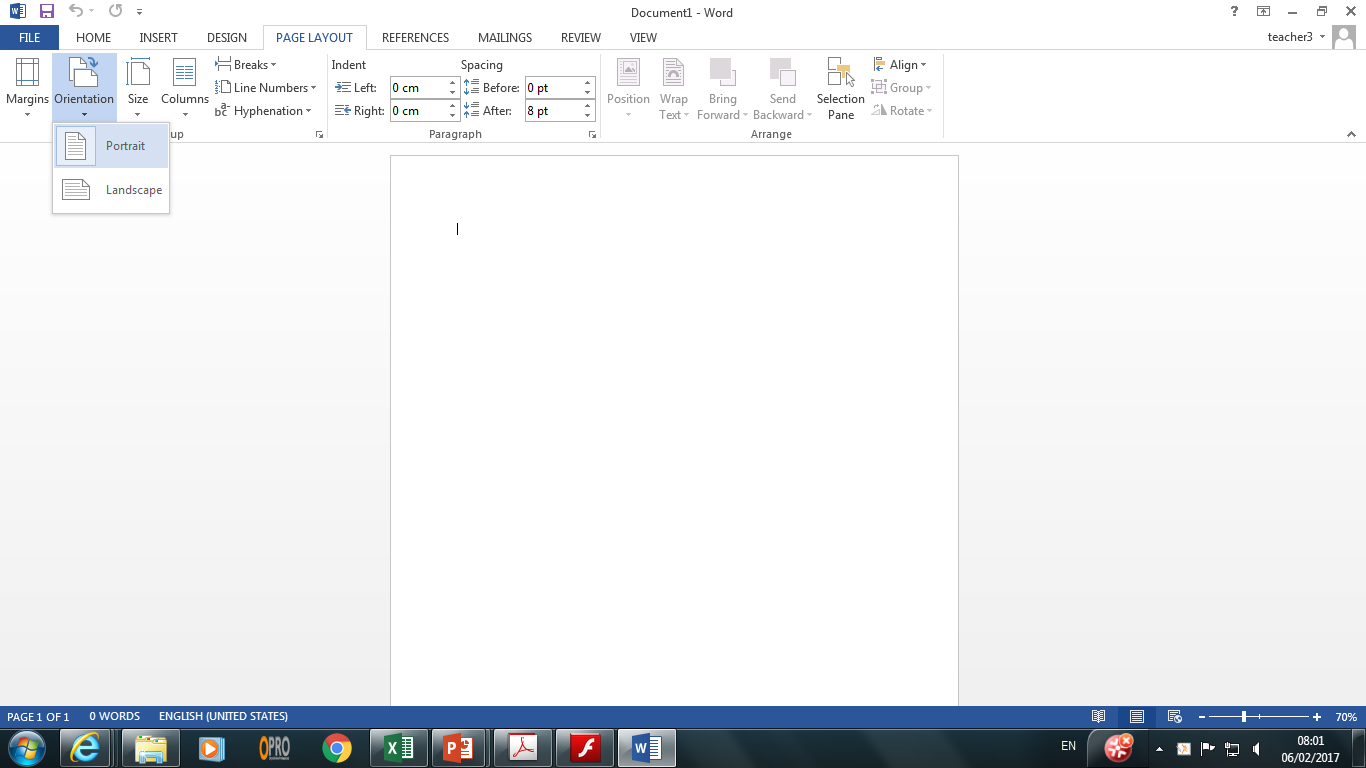 Document1 - Word
FILE HOME INSERT DESIGN PAGE LAYOUT REFERENCES MAILINGS REVIEW VIEW teacher3
Margins Orientation Size Columns
Breaks
Line Numbers
Hyphenation
up
Portrait
Landscape
Indent Spacing
Left: 0 cm Before: 0 pt
Right: 0 cm After: 8 pt
Paragraph
Position Wrap Text Bring Forward Send Backward Selection Pane
Align
Group
Rotate
Arrange
PAGE 1 OF 1 0 WORDS ENGLISH (UNITED STATES) 70%
OPRO
EN
08:01
06/02/2017